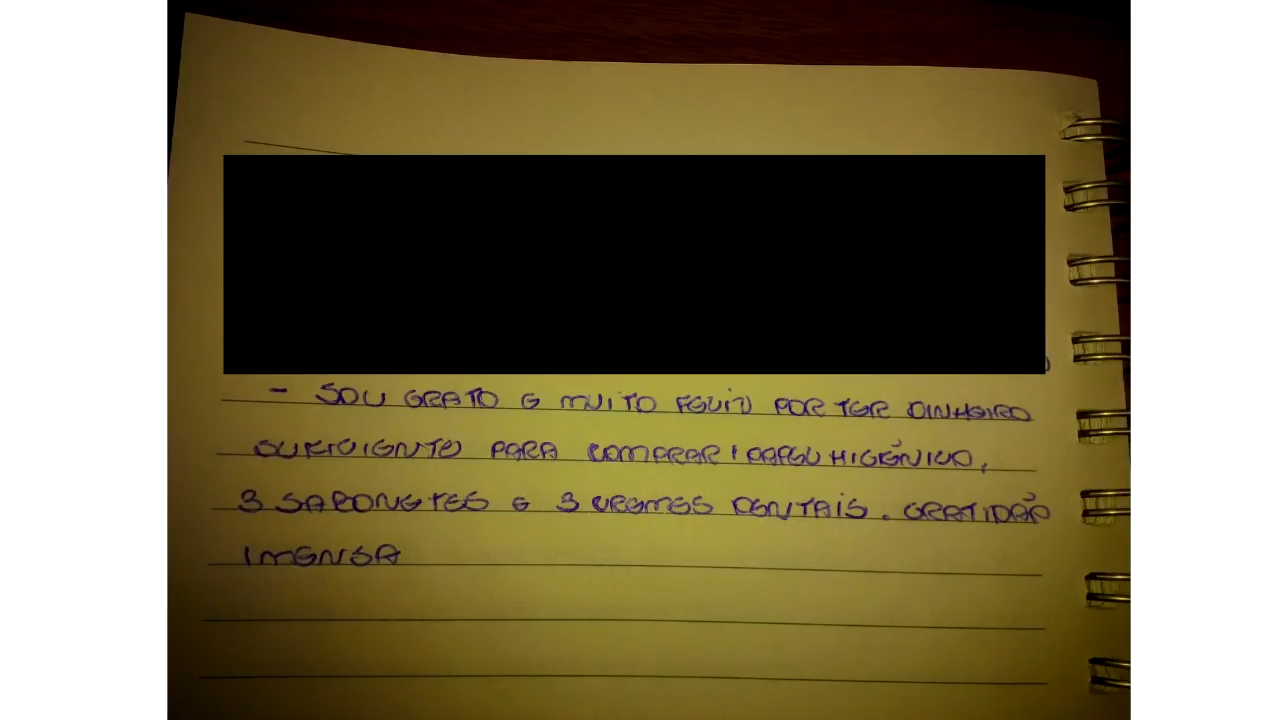 - SOU GRATO E MUITO FELIZ POR TER DINHEIRO
SUFICIENTE PARA COMPRAR 1 PAPEL HIGIÊNICO,
3 SABONETES E 3 CREMES DENTAIS. GRATIDÃO
IMENSA